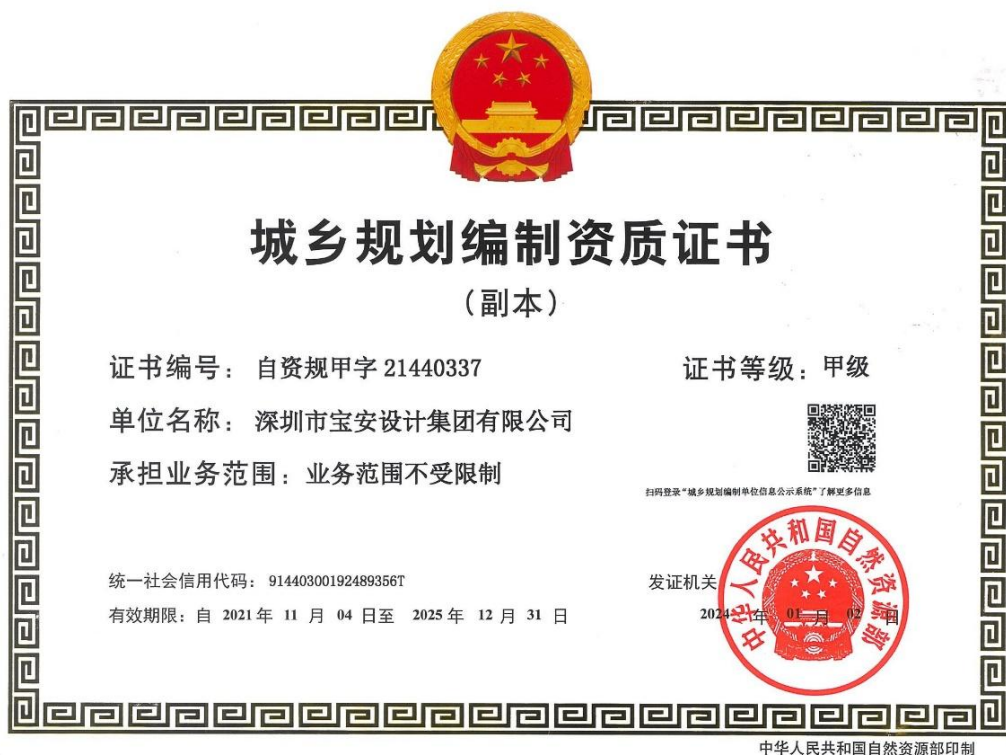 城乡规划编制资质证书
（副本）
证书编号：自资规甲字 21440337
证书等级：甲级
单位名称：深圳市宝安设计集团有限公司
承担业务范围：业务范围不受限制
扫码登录“城乡规划编制单位信息公示系统”了解更多信息
统一社会信用代码：91440300192489356T
发证机关
中华人民共和国自然资源部
有效期限：自 2021 年 11 月 04 日至 2025 年 12 月 31 日
2024 年 01 月 02 日
中华人民共和国自然资源部印制